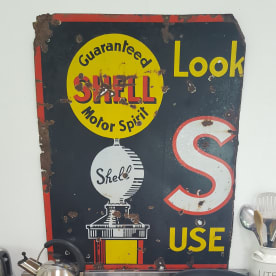 Guaranteed
SHELL
Motor Spirit
Shell
Look
S
USE